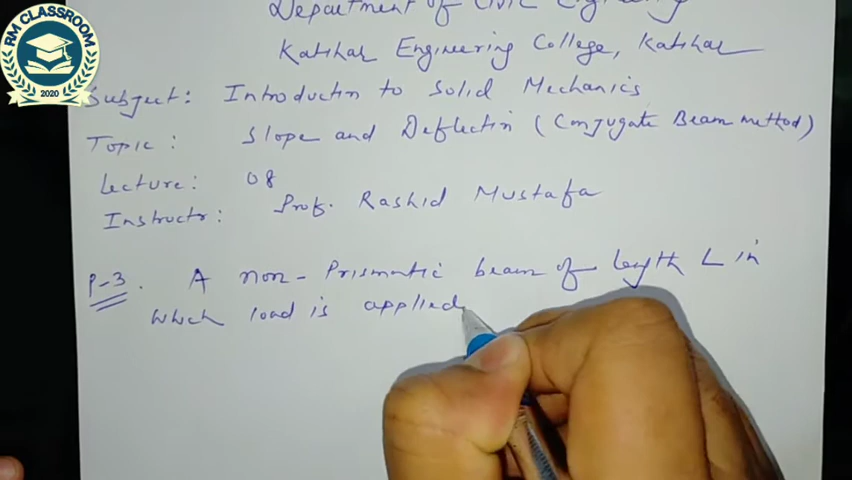 RM CLASSROOM
2020
Department of Civil Engineering
Katihar Engineering College, Katihar
Subject: Introduction to Solid Mechanics
Topic: Slope and Deflection (Conjugate Beam method)
Lecture: 08
Instructor: Prof. Rashid Mustafa
P-3. A non-Prismatic beam of length L in
which load is applied